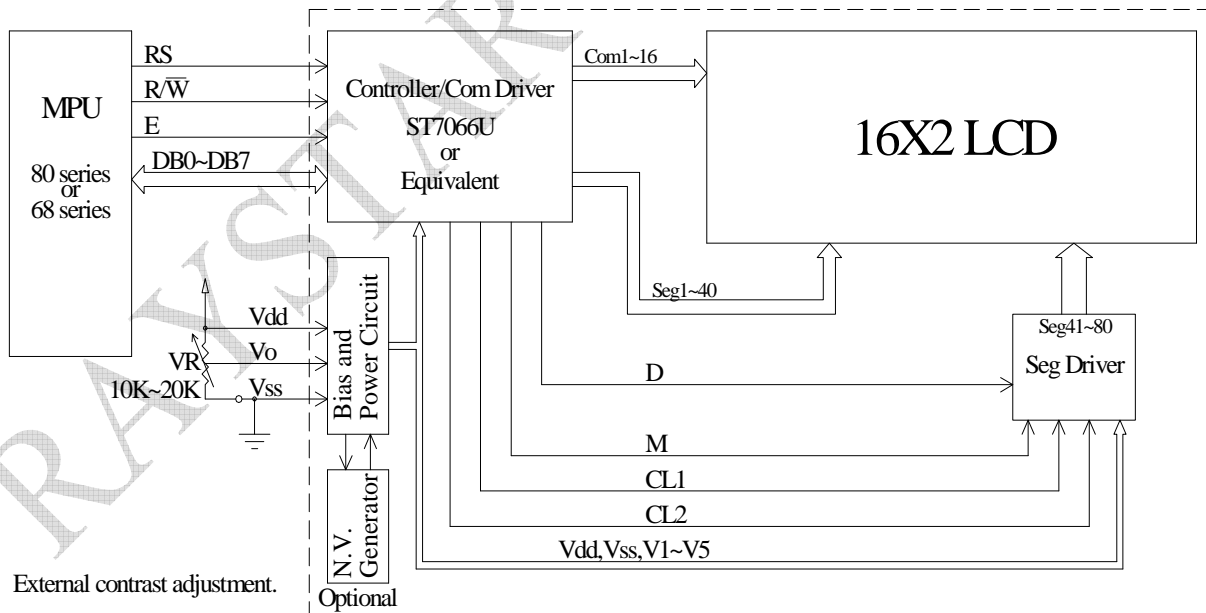 RS
R/W̅
E
DB0~DB7
MPU
80 series
or
68 series
Controller/Com Driver
ST7066U
or
Equivalent
Com1~16
16X2 LCD
Seg1~40
Seg41~80
Seg Driver
Vdd
Vo
Vss
VR
10K~20K
Bias and
Power Circuit
D
M
CL1
CL2
Vdd,Vss,V1~V5
N.V.
Generator
Optional
External contrast adjustment.
RAYSTAR